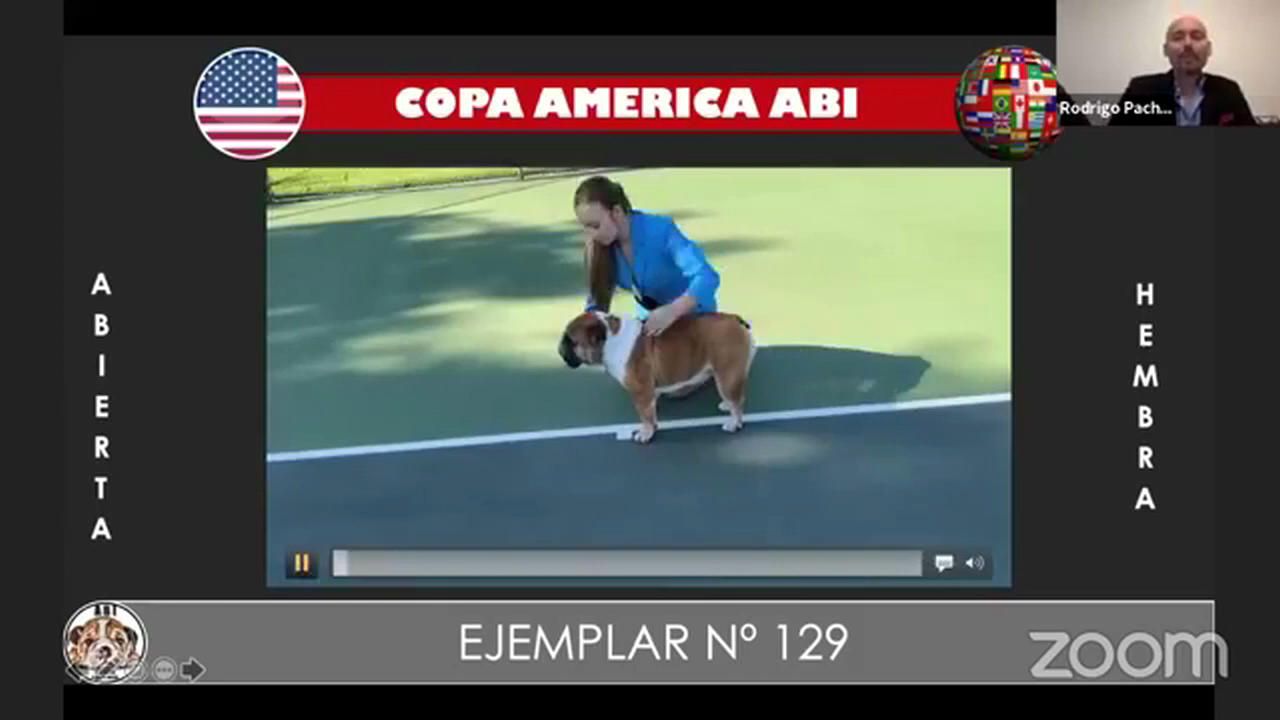 COPA AMERICA ABI
Rodrigo Pach...
ABIERTA
HEMBRA
EJEMPLAR Nº 129
zoom